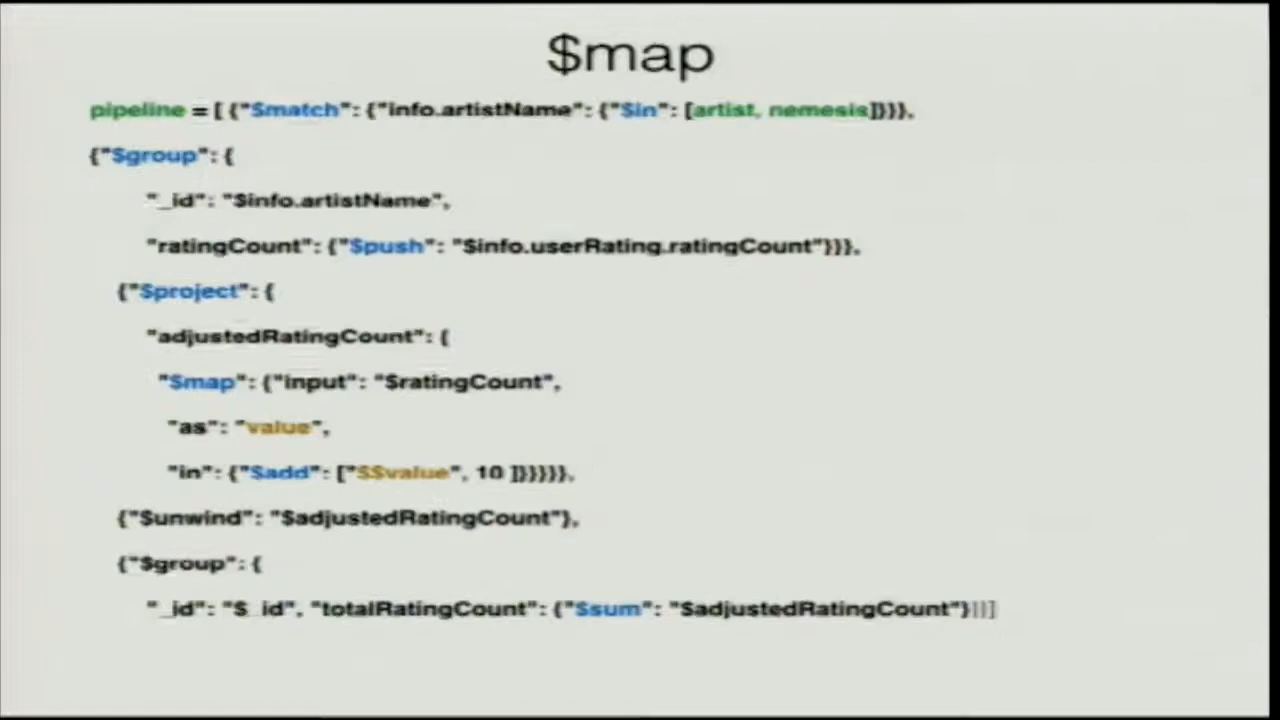 $map
pipeline = [ {"$match": {"info.artistName": {"$in": [artist, nemesis]}}},
{"$group": {
"_id": "$info.artistName",
"ratingCount": {"$push": "$info.userRating.ratingCount"}}},
{"$project": {
"adjustedRatingCount": {
"$map": {"input": "$ratingCount",
"as": "value",
"in": {"$add": ["$$value", 10 ]}}}}},
{"$unwind": "$adjustedRatingCount"},
{"$group": {
"_id": "$_id", "totalRatingCount": {"$sum": "$adjustedRatingCount"}}}]